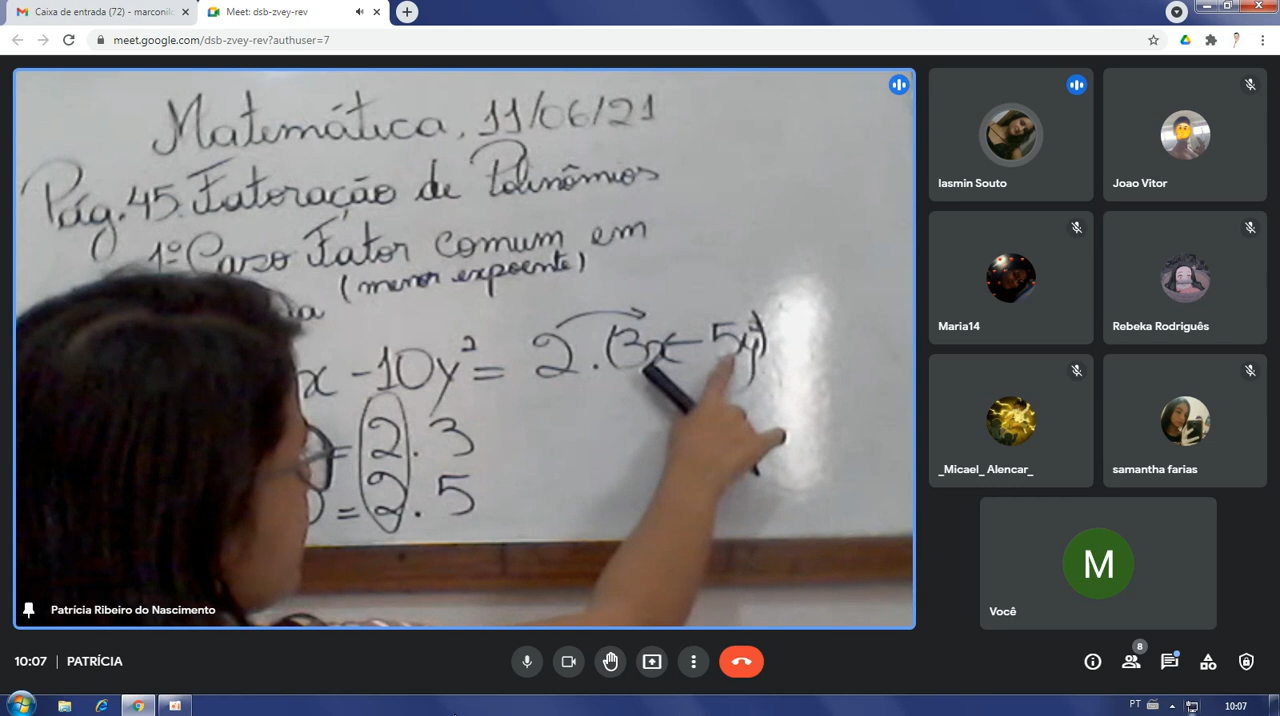 Caixa de entrada (72) - marconil
Meet: dsb-zvey-rev
meet.google.com/dsb-zvey-rev?authuser=7
Matemática, 11/06/21
Pág. 45. Fatoração de Polinômios
1º Caso Fator comum em
(menor expoente)
x - 10y² = 2 . (3x - 5y²)
= 2 . 3
= 2 . 5
Patrícia Ribeiro do Nascimento
Iasmin Souto
Joao Vitor
Maria14
Rebeka Rodrigues
_Micael_ Alencar_
samantha farias
M
Você
10:07 | PATRÍCIA
8
PT
10:07